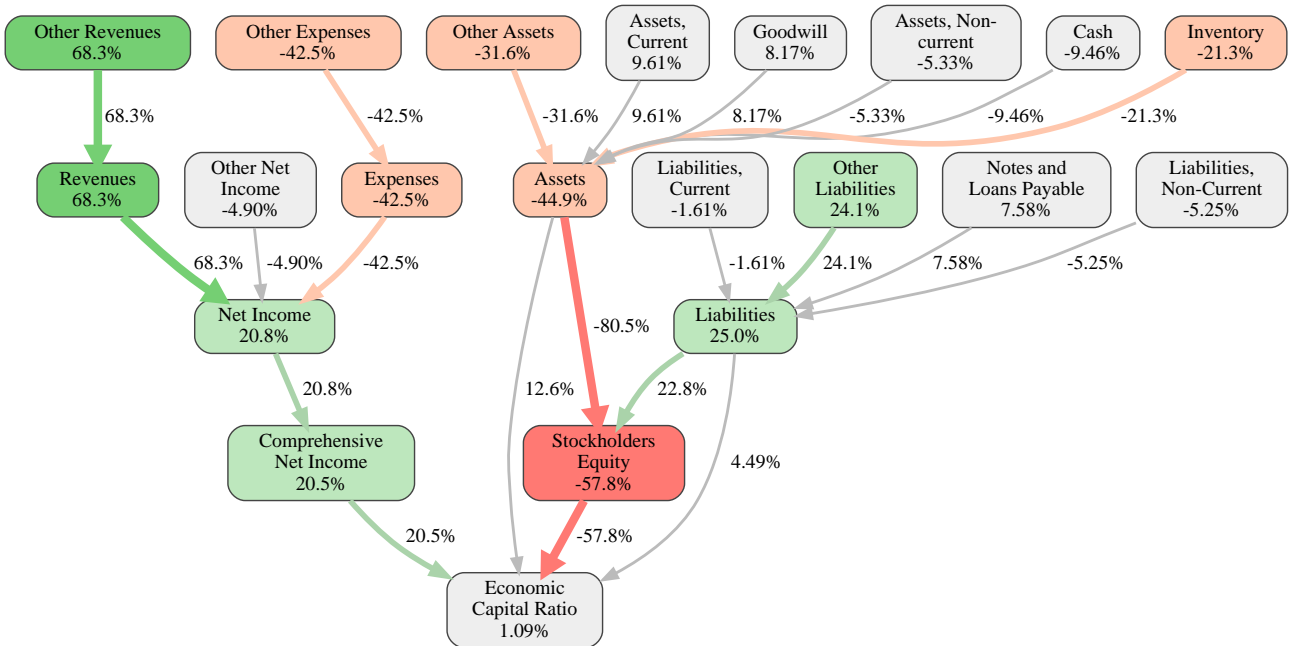 Other Revenues
68.3%
Other Expenses
-42.5%
Other Assets
-31.6%
Assets,
Current
9.61%
Goodwill
8.17%
Assets, Non-
current
-5.33%
Cash
-9.46%
Inventory
-21.3%
68.3%
-42.5%
-31.6%
9.61%
8.17%
-5.33%
-9.46%
-21.3%
Revenues
68.3%
Other Net
Income
-4.90%
Expenses
-42.5%
Assets
-44.9%
Liabilities,
Current
-1.61%
Other
Liabilities
24.1%
Notes and
Loans Payable
7.58%
Liabilities,
Non-Current
-5.25%
68.3%
-4.90%
-42.5%
-1.61%
24.1%
7.58%
-5.25%
Net Income
20.8%
-80.5%
Liabilities
25.0%
20.8%
12.6%
22.8%
Comprehensive
Net Income
20.5%
Stockholders
Equity
-57.8%
4.49%
20.5%
-57.8%
Economic
Capital Ratio
1.09%